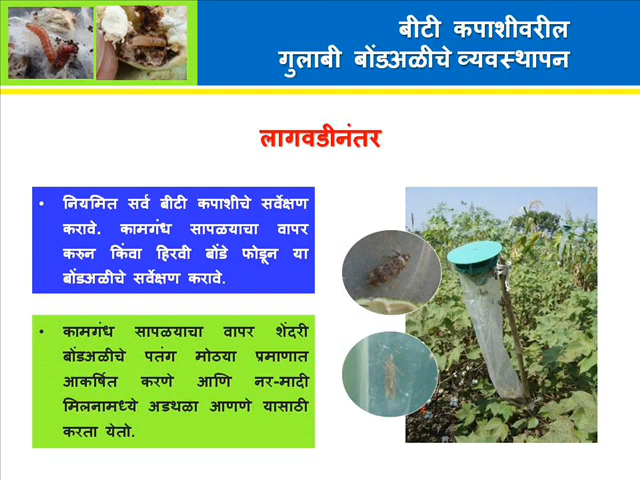 बीटी कपाशीवरील
गुलाबी बोंडअळीचे व्यवस्थापन
लागवडीनंतर
• नियमित सर्व बीटी कपाशीचे सर्वेक्षण
करावे. कामगंध सापळयाचा वापर
करुन किंवा हिरवी बोंडे फोडून या
बोंडअळीचे सर्वेक्षण करावे.
• कामगंध सापळयाचा वापर शेंदरी
बोंडअळीचे पतंग मोठया प्रमाणात
आकर्षित करणे आणि नर-मादी
मिलनामध्ये अडथळा आणणे यासाठी
करता येतो.